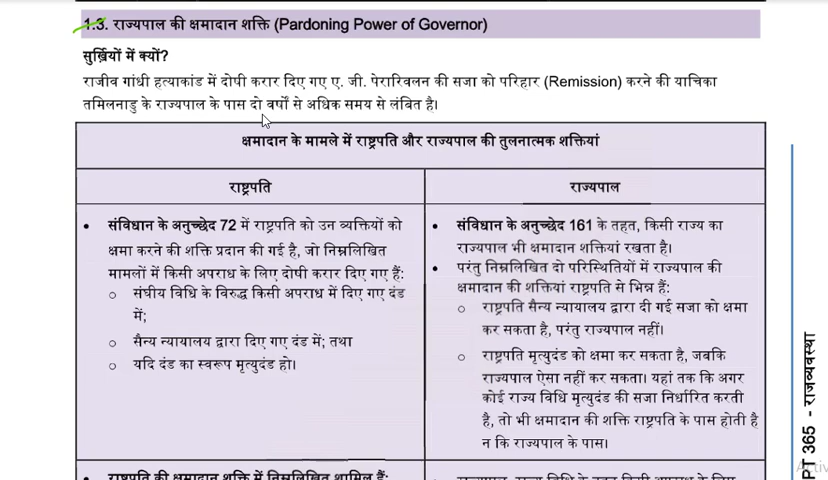 1.3. राज्यपाल की क्षमादान शक्ति (Pardoning Power of Governor)
सुर्ख़ियों में क्यों?
राजीव गांधी हत्याकांड में दोषी करार दिए गए ए. जी. पेरारिवलन की सजा को परिहार (Remission) करने की याचिका
तमिलनाडु के राज्यपाल के पास दो वर्षों से अधिक समय से लंबित है।
क्षमादान के मामले में राष्ट्रपति और राज्यपाल की तुलनात्मक शक्तियां
राष्ट्रपति
राज्यपाल
• संविधान के अनुच्छेद 72 में राष्ट्रपति को उन व्यक्तियों को
क्षमा करने की शक्ति प्रदान की गई है, जो निम्नलिखित
मामलों में किसी अपराध के लिए दोषी करार दिए गए हैं:
o संघीय विधि के विरुद्ध किसी अपराध में दिए गए दंड
में;
o सैन्य न्यायालय द्वारा दिए गए दंड में; तथा
o यदि दंड का स्वरूप मृत्युदंड हो।
• संविधान के अनुच्छेद 161 के तहत, किसी राज्य का
राज्यपाल भी क्षमादान शक्तियां रखता है।
• परंतु निम्नलिखित दो परिस्थितियों में राज्यपाल की
क्षमादान की शक्तियां राष्ट्रपति से भिन्न हैं:
o राष्ट्रपति सैन्य न्यायालय द्वारा दी गई सजा को क्षमा
कर सकता है, परंतु राज्यपाल नहीं।
o राष्ट्रपति मृत्युदंड को क्षमा कर सकता है, जबकि
राज्यपाल ऐसा नहीं कर सकता। यहां तक कि अगर
कोई राज्य विधि मृत्युदंड की सजा निर्धारित करती
है, तो भी क्षमादान की शक्ति राष्ट्रपति के पास होती है
न कि राज्यपाल के पास।
• राष्ट्रपति की क्षमादान शक्ति में निम्नलिखित शामिल हैं:
PT 365 - राजव्यवस्था